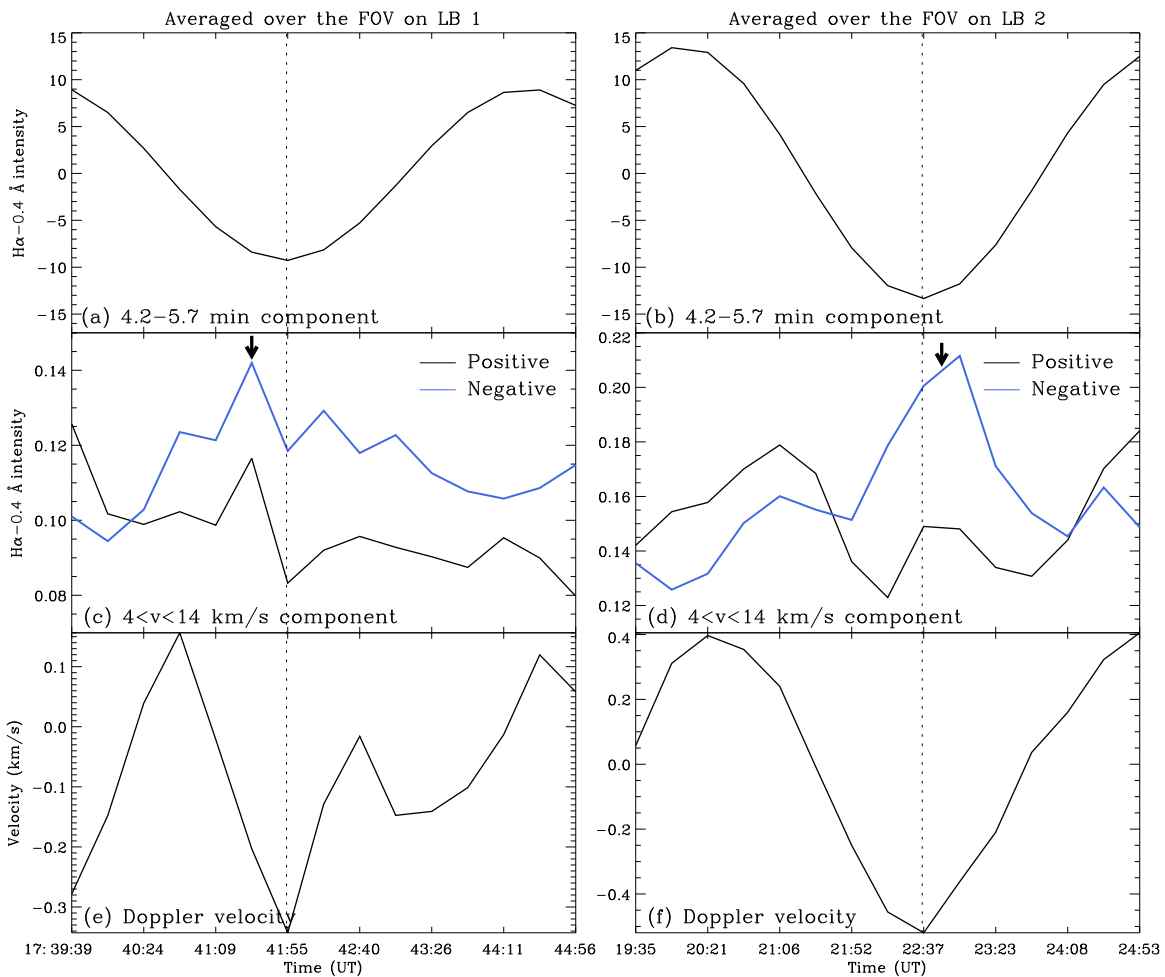 Averaged over the FOV on LB 1
Averaged over the FOV on LB 2
Hα−0.4 Å intensity
15
10
5
0
−5
−10
−15
(a) 4.2−5.7 min component
15
10
5
0
−5
−10
−15
(b) 4.2−5.7 min component
Hα−0.4 Å intensity
0.14
0.12
0.10
0.08
Positive
Negative
(c) 4<v<14 km/s component
0.22
0.20
0.18
0.16
0.14
0.12
Positive
Negative
(d) 4<v<14 km/s component
Velocity (km/s)
0.1
0.0
−0.1
−0.2
−0.3
(e) Doppler velocity
17:39:39 40:24 41:09 41:55 42:40 43:26 44:11 44:56
Time (UT)
0.4
0.2
0.0
−0.2
−0.4
(f) Doppler velocity
19:35 20:21 21:06 21:52 22:37 23:23 24:08 24:53
Time (UT)